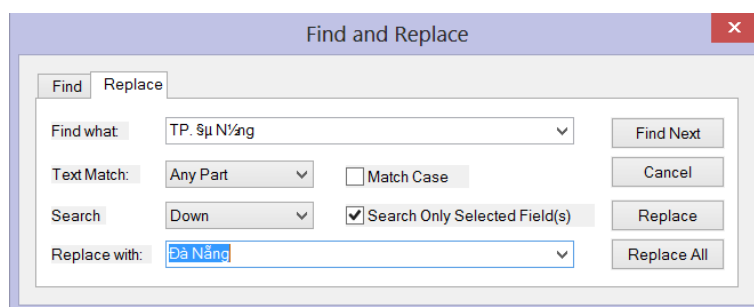 Find and Replace
Find Replace
Find what: TP. §µ N½ng Find Next
Text Match: Any Part Match Case Cancel
Search Down Search Only Selected Field(s) Replace
Replace with: Đà Nẵng Replace All